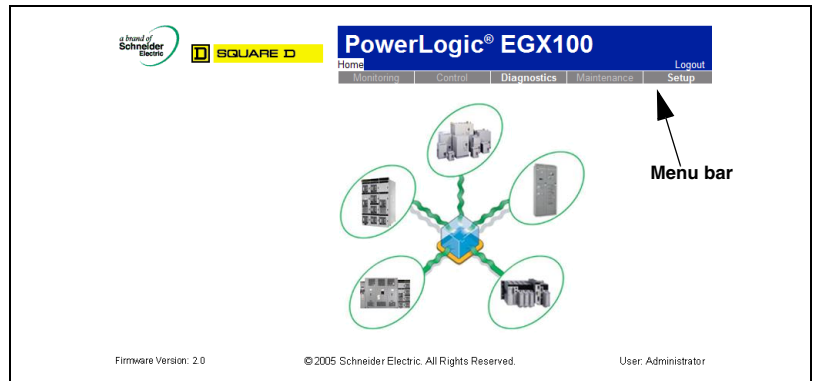 a brand of
Schneider
Electric
D SQUARE D
PowerLogic® EGX100
Home Logout
Monitoring Control Diagnostics Maintenance Setup
Menu bar
Firmware Version: 2.0 ©2005 Schneider Electric. All Rights Reserved. User: Administrator